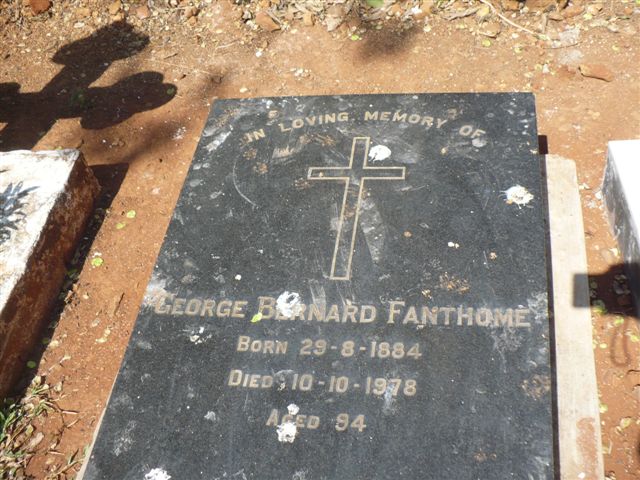 IN LOVING MEMORY OF
GEORGE BERNARD FANTHOME
BORN 29-8-1884
DIED 10-10-1978
AGED 94